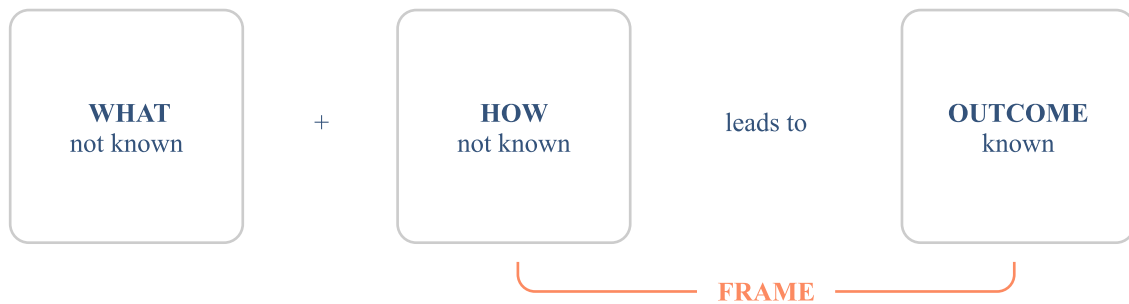 WHAT
not known
+
HOW
not known
leads to
OUTCOME
known
FRAME